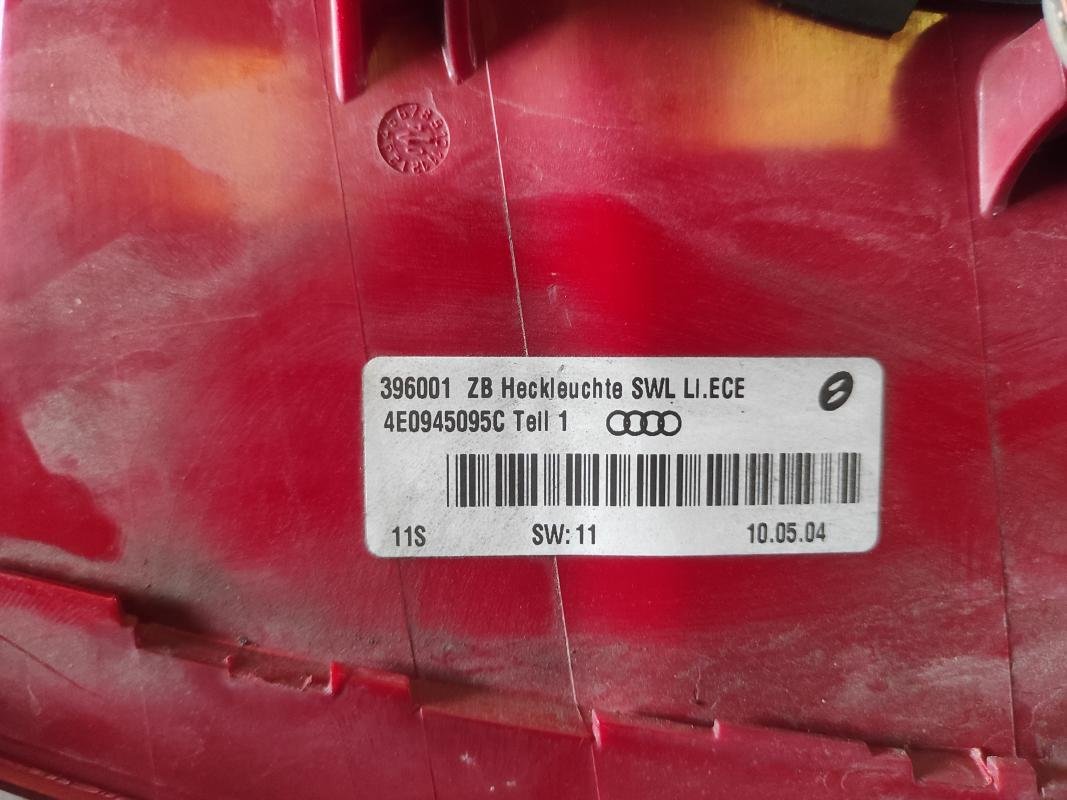 396001 ZB Heckleuchte SWL Li.ECE
4E0945095C Teil 1
11S SW: 11 10.05.04